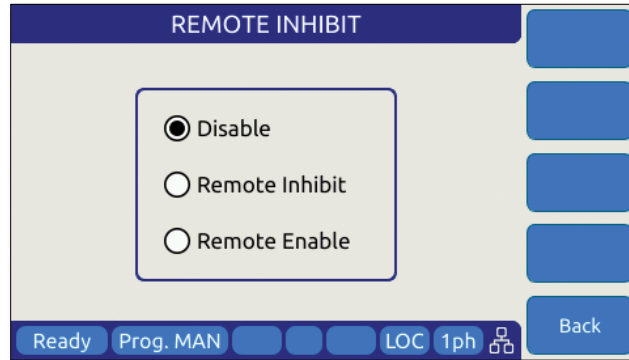 REMOTE INHIBIT
Disable
Remote Inhibit
Remote Enable
Ready Prog. MAN LOC 1ph
Back